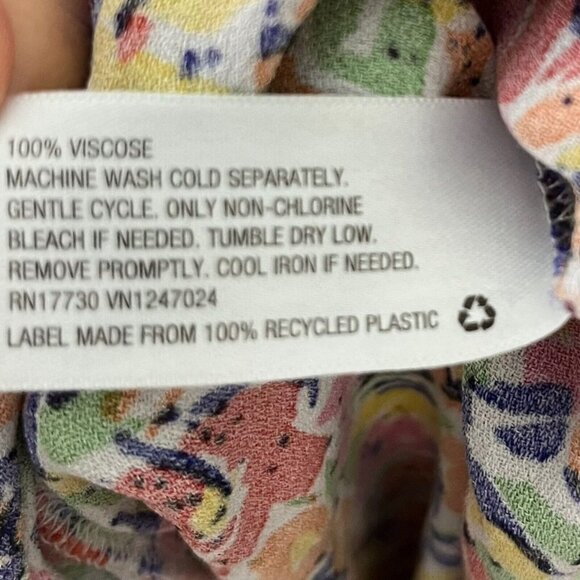 100% VISCOSE
MACHINE WASH COLD SEPARATELY.
GENTLE CYCLE. ONLY NON-CHLORINE
BLEACH IF NEEDED. TUMBLE DRY LOW.
REMOVE PROMPTLY. COOL IRON IF NEEDED.
RN17730 VN1247024
LABEL MADE FROM 100% RECYCLED PLASTIC